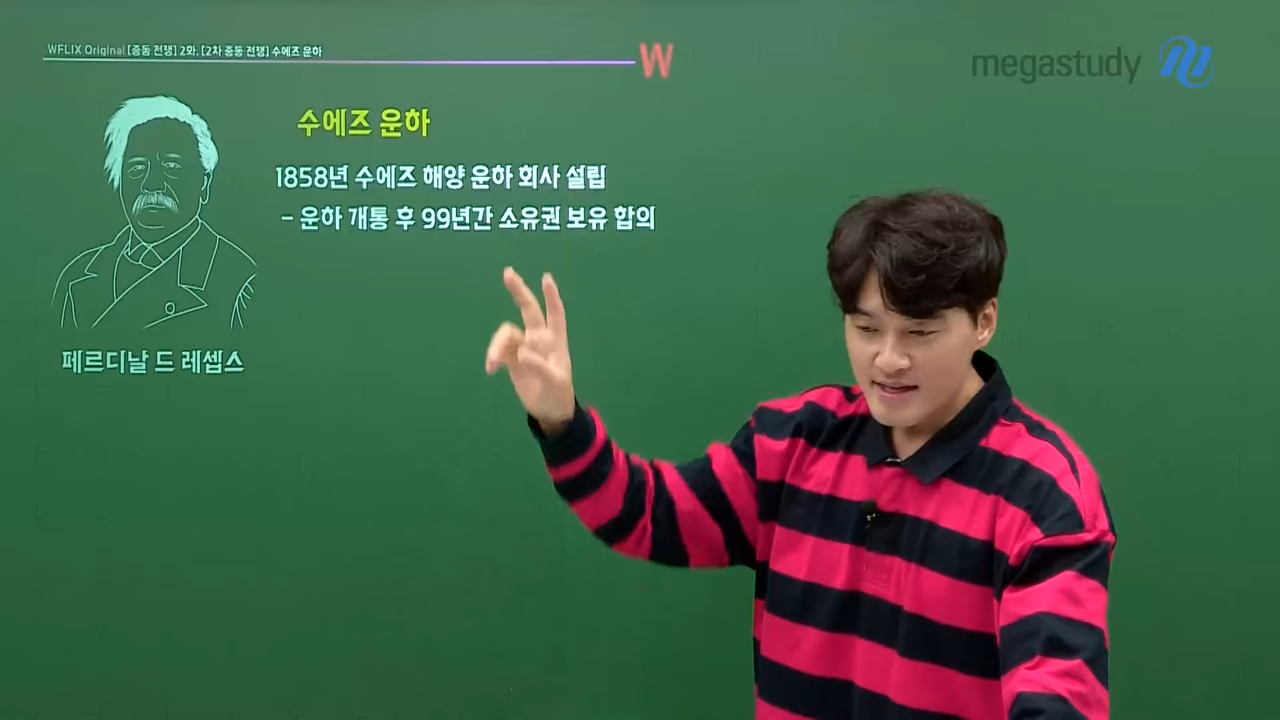 WFLIX Original [중동 전쟁] 2화. [2차 중동 전쟁] 수에즈 운하
W
megastudy
수에즈 운하
1858년 수에즈 해양 운하 회사 설립
- 운하 개통 후 99년간 소유권 보유 합의
페르디날 드 레셉스